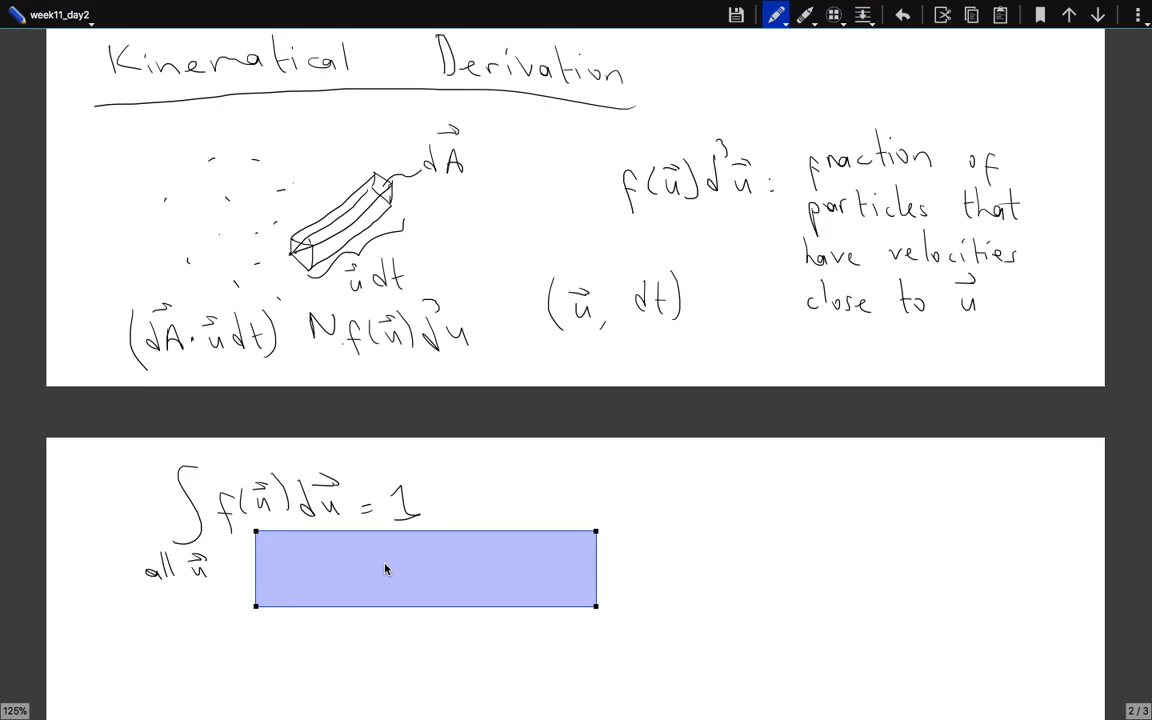 week11_day2
Kinematical Derivation
dA⃗
f(u⃗)d³u⃗ : fraction of
particles that
have velocities
close to u⃗
u⃗ dt
(u⃗, dt)
(dA⃗ · u⃗ dt) N f(u⃗) d³u
∫ f(u⃗) du⃗ = 1
all u⃗
125%
2 / 3